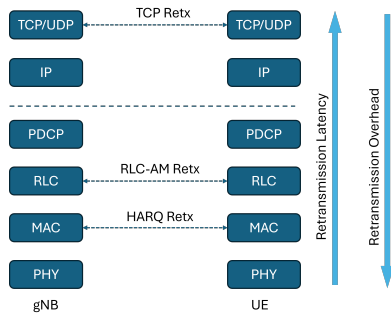 TCP Retx
TCP/UDP TCP/UDP
IP IP
PDCP PDCP
RLC-AM Retx
RLC RLC
HARQ Retx
MAC MAC
PHY PHY
gNB UE
Retransmission Latency
Retransmission Overhead